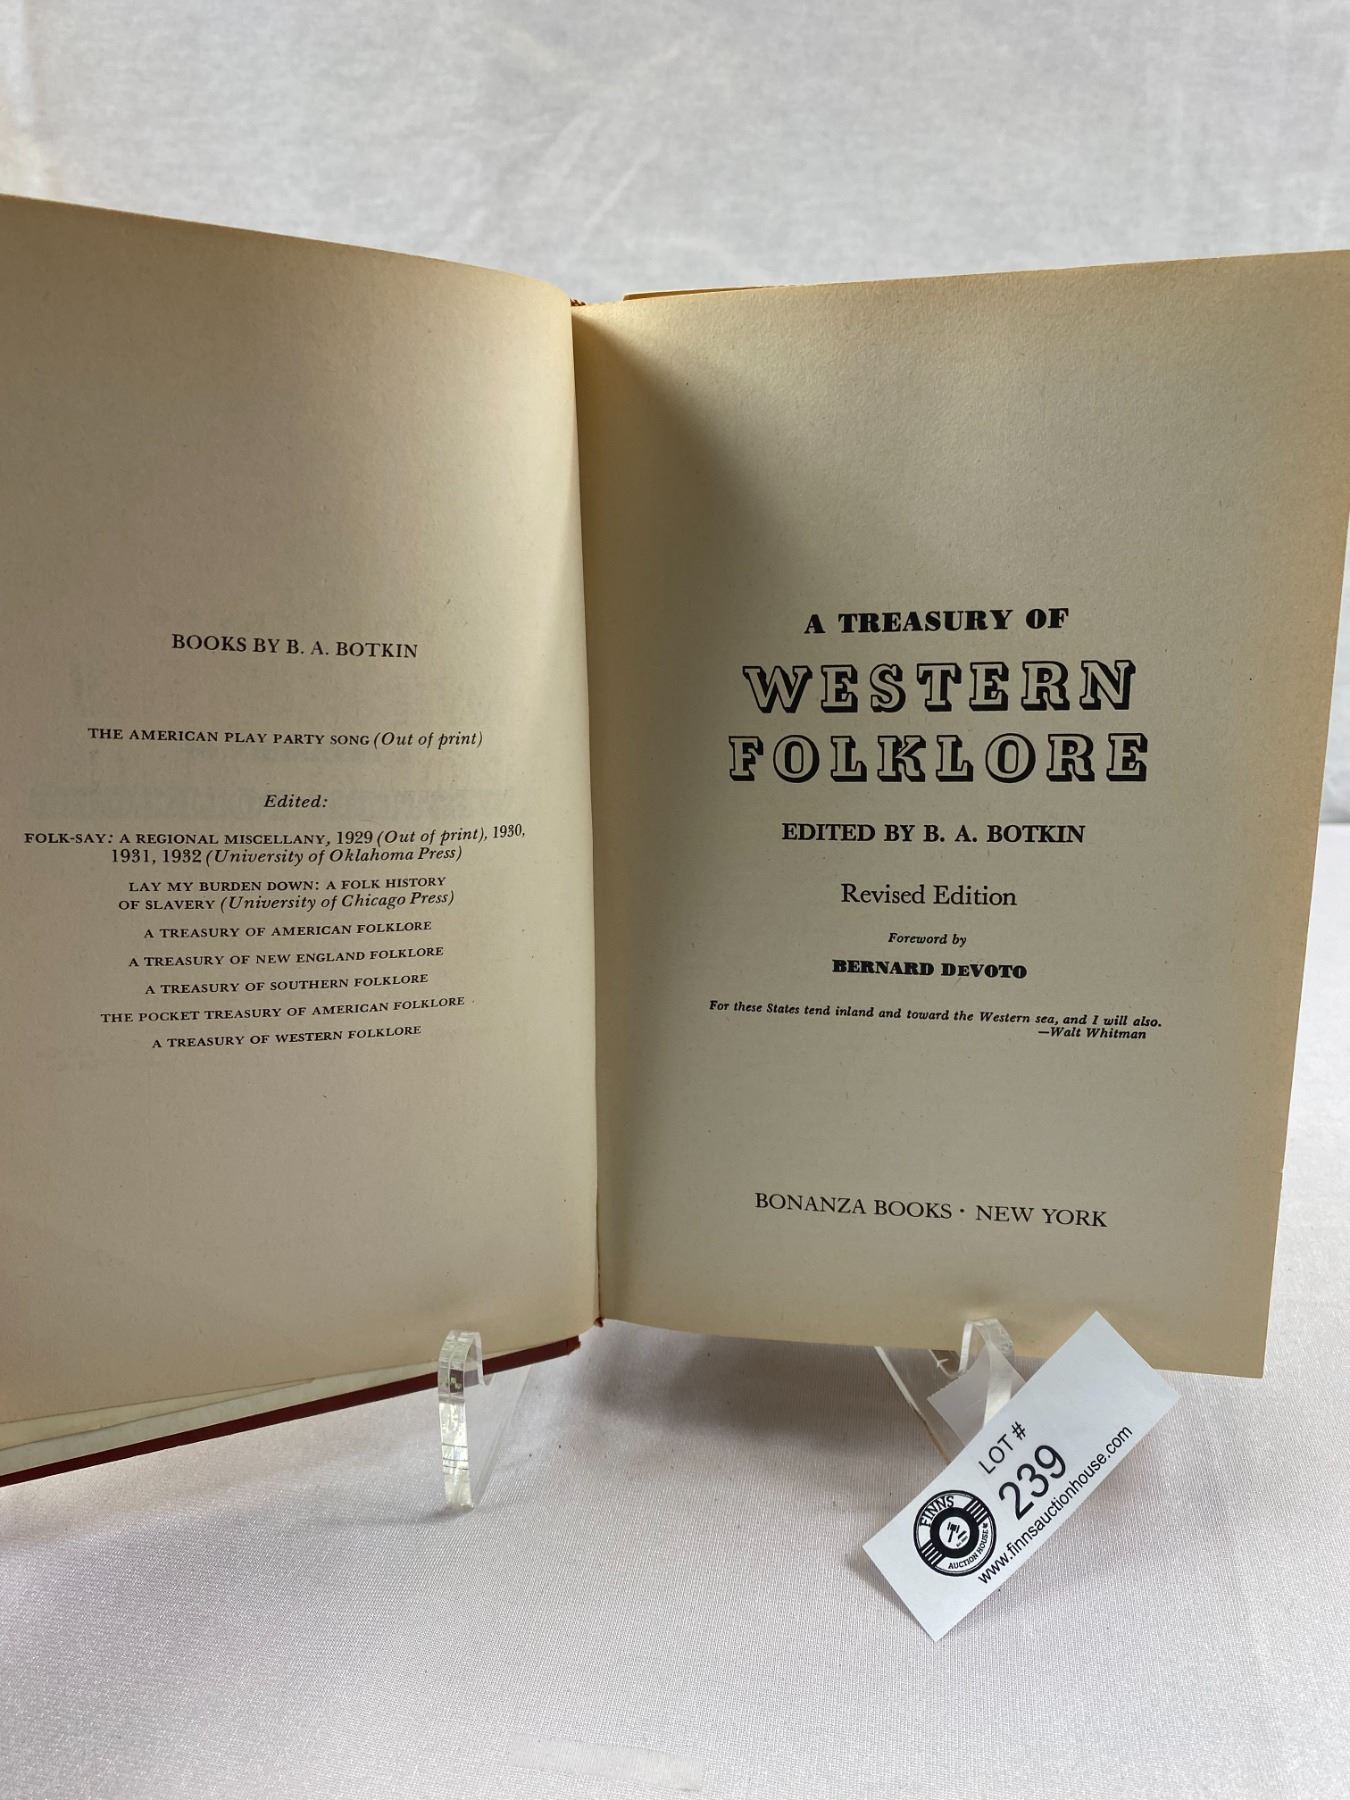 BOOKS BY B. A. BOTKIN
THE AMERICAN PLAY PARTY SONG (Out of print)
Edited:
FOLK-SAY: A REGIONAL MISCELLANY, 1929 (Out of print), 1930,
1931, 1932 (University of Oklahoma Press)
LAY MY BURDEN DOWN: A FOLK HISTORY
OF SLAVERY (University of Chicago Press)
A TREASURY OF AMERICAN FOLKLORE
A TREASURY OF NEW ENGLAND FOLKLORE
A TREASURY OF SOUTHERN FOLKLORE
THE POCKET TREASURY OF AMERICAN FOLKLORE
A TREASURY OF WESTERN FOLKLORE
A TREASURY OF
WESTERN
FOLKLORE
EDITED BY B. A. BOTKIN
Revised Edition
Foreword by
BERNARD DeVOTO
For these States tend inland and toward the Western sea, and I will also.
—Walt Whitman
BONANZA BOOKS · NEW YORK
LOT #
239
www.finnsauctionhouse.com
FINNS
AUCTION HOUSE